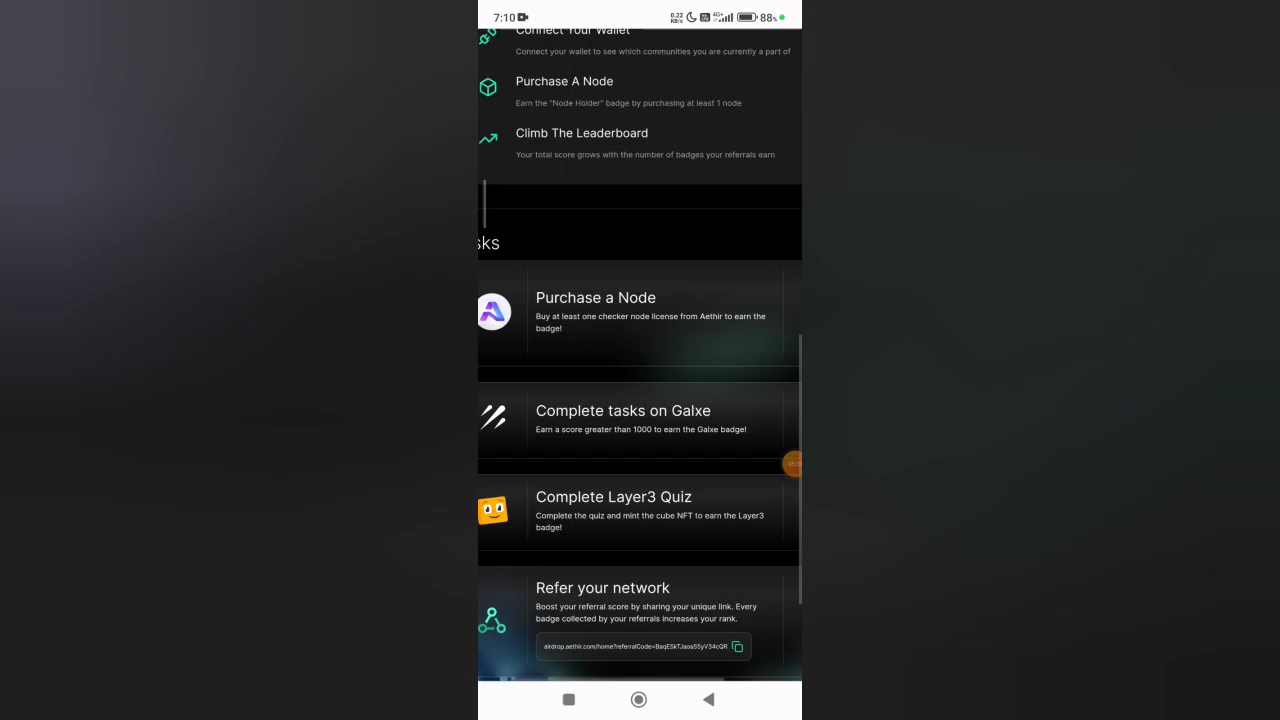 7:10
0.22
KB/s
4G+
88%
Connect Your Wallet
Connect your wallet to see which communities you are currently a part of
Purchase A Node
Earn the "Node Holder" badge by purchasing at least 1 node
Climb The Leaderboard
Your total score grows with the number of badges your referrals earn
sks
Purchase a Node
Buy at least one checker node license from Aethir to earn the
badge!
Complete tasks on Galxe
Earn a score greater than 1000 to earn the Galxe badge!
Complete Layer3 Quiz
Complete the quiz and mint the cube NFT to earn the Layer3
badge!
Refer your network
Boost your referral score by sharing your unique link. Every
badge collected by your referrals increases your rank.
airdrop.aethir.com/home?referralCode=BaqESkTJaoaS5yV34cQR